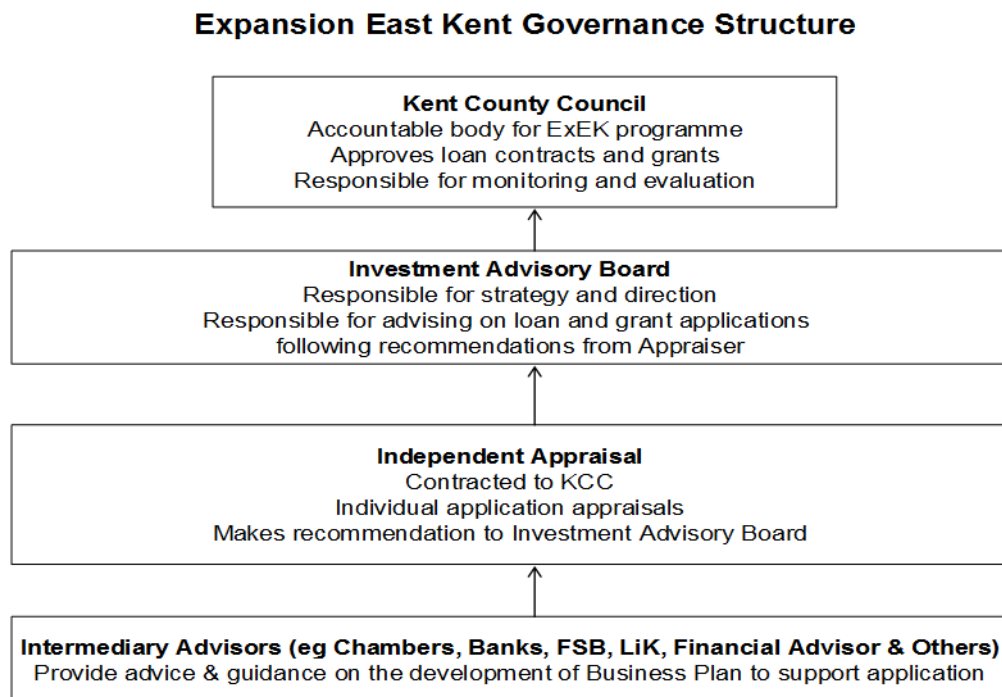 Expansion East Kent Governance Structure
Kent County Council
Accountable body for ExEK programme
Approves loan contracts and grants
Responsible for monitoring and evaluation
Investment Advisory Board
Responsible for strategy and direction
Responsible for advising on loan and grant applications
following recommendations from Appraiser
Independent Appraisal
Contracted to KCC
Individual application appraisals
Makes recommendation to Investment Advisory Board
Intermediary Advisors (eg Chambers, Banks, FSB, LiK, Financial Advisor & Others)
Provide advice & guidance on the development of Business Plan to support application